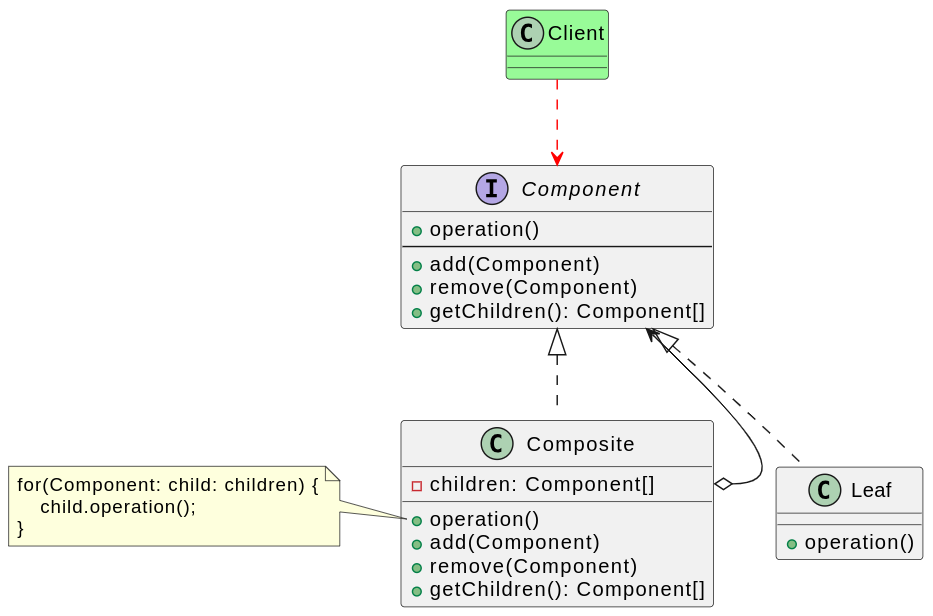 C Client
I Component
operation()
add(Component)
remove(Component)
getChildren(): Component[]
C Composite
children: Component[]
operation()
add(Component)
remove(Component)
getChildren(): Component[]
for(Component: child: children) {
    child.operation();
}
C Leaf
operation()